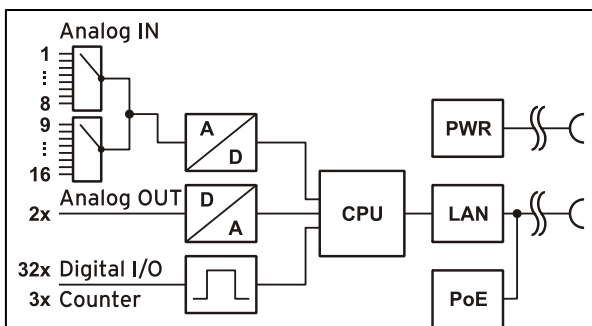 Analog IN
1
⋮
8
9
⋮
16
A
D
PWR
Analog OUT
2x
D
A
CPU
LAN
32x Digital I/O
3x Counter
PoE